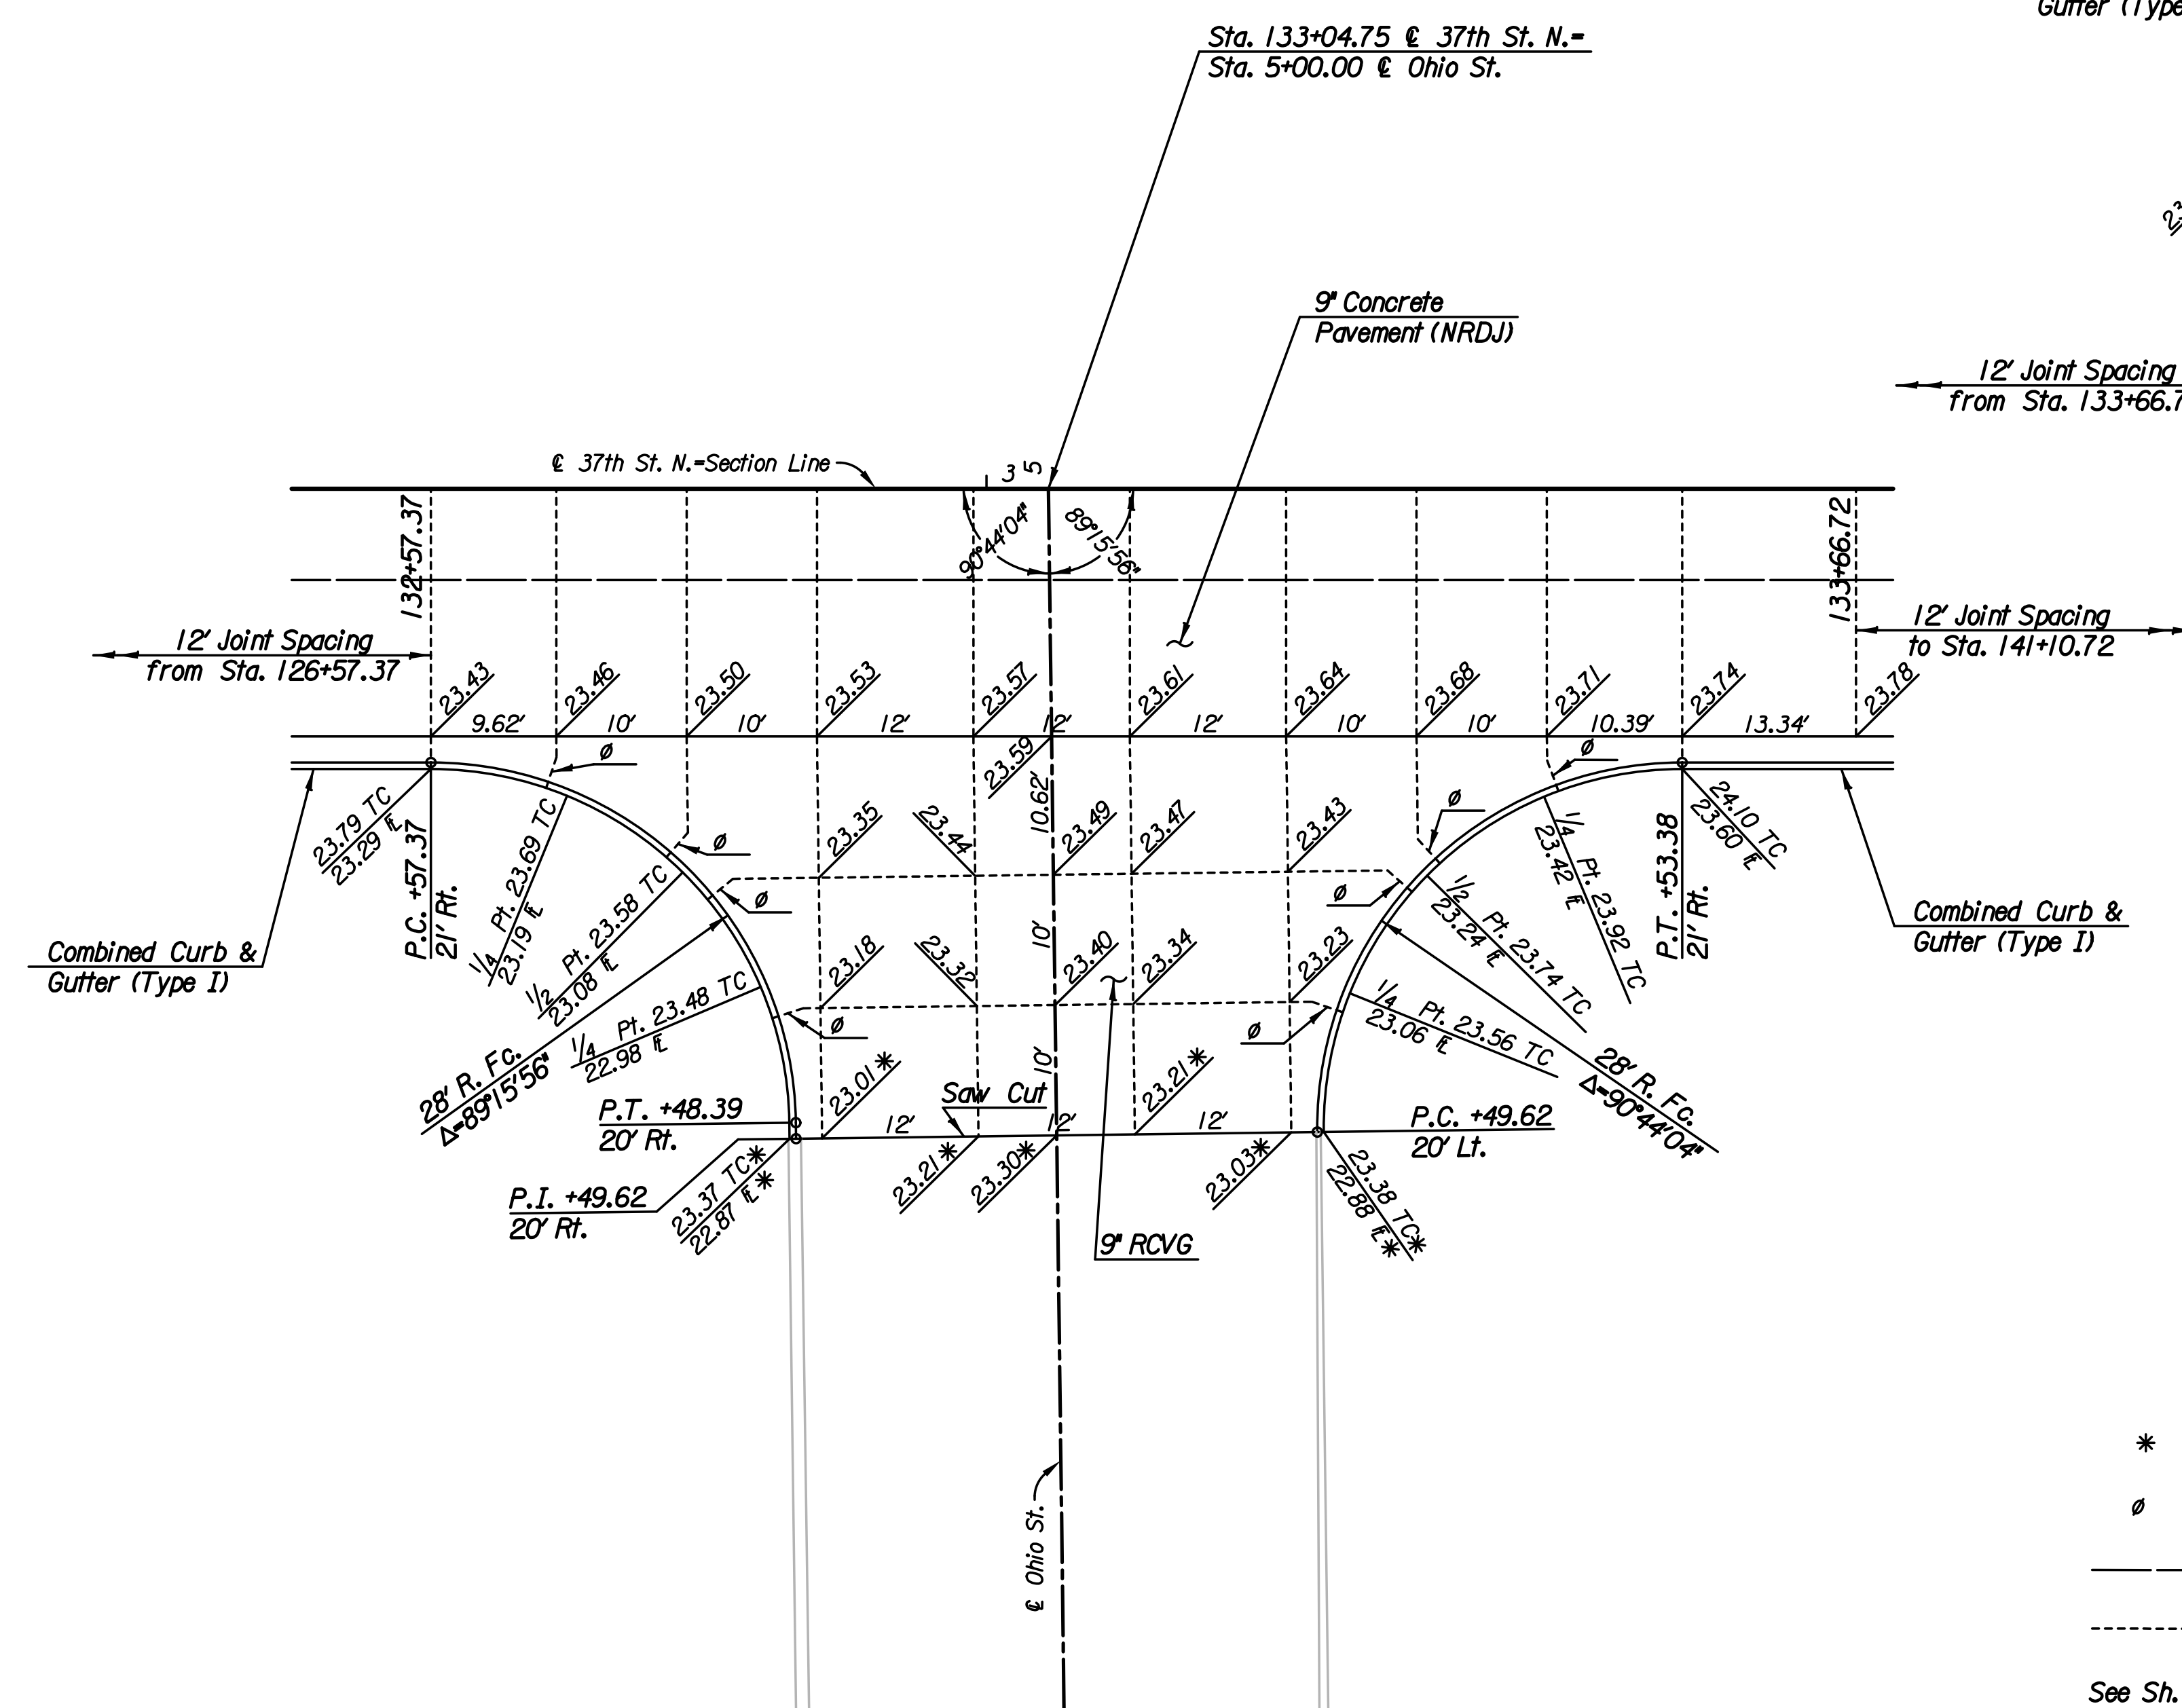 Gutter (Type
Sta. 133+04.75 ℄ 37th St. N.=
Sta. 5+00.00 ℄ Ohio St.
9" Concrete
Pavement (NRDJ)
12' Joint Spacing
from Sta. 133+66.7
℄ 37th St. N.=Section Line
3
5
132+57.37
90°44'04"
89°15'56"
133+66.72
12' Joint Spacing
from Sta. 126+57.37
12' Joint Spacing
to Sta. 141+10.72
23.43
23.46
23.50
23.53
23.57
23.61
23.64
23.68
23.71
23.74
23.78
9.62'
10'
10'
12'
12'
12'
10'
10'
10.39'
13.34'
ø
ø
23.59
10.62'
ø
ø
23.79 TC
23.29 ℄
P.C. +57.37
21' Rt.
1/4 Pt. 23.69 TC
23.19 ℄
1/2 Pt. 23.58 TC
23.08 ℄
1/4 Pt. 23.48 TC
22.98 ℄
28' R. Fc.
Δ=89°15'56"
23.35
23.44
23.49
23.47
23.43
ø
ø
10'
23.18
23.32
23.40
23.34
23.23
ø
ø
10'
24.10 TC
23.60 ℄
P.T. +53.38
21' Rt.
1/4 Pt. 23.92 TC
23.42 ℄
1/2 Pt. 23.74 TC
23.24 ℄
1/4 Pt. 23.56 TC
23.06 ℄
28' R. Fc.
Δ=90°44'04"
Combined Curb &
Gutter (Type I)
Combined Curb &
Gutter (Type I)
23.01*
Saw Cut
23.21*
P.T. +48.39
20' Rt.
12'
12'
12'
P.C. +49.62
20' Lt.
P.I. +49.62
20' Rt.
23.37 TC*
22.87 ℄*
23.21*
23.30*
23.03*
23.38 TC*
22.88 ℄*
9" RCVG
℄ Ohio St.
*
ø
See Sh.